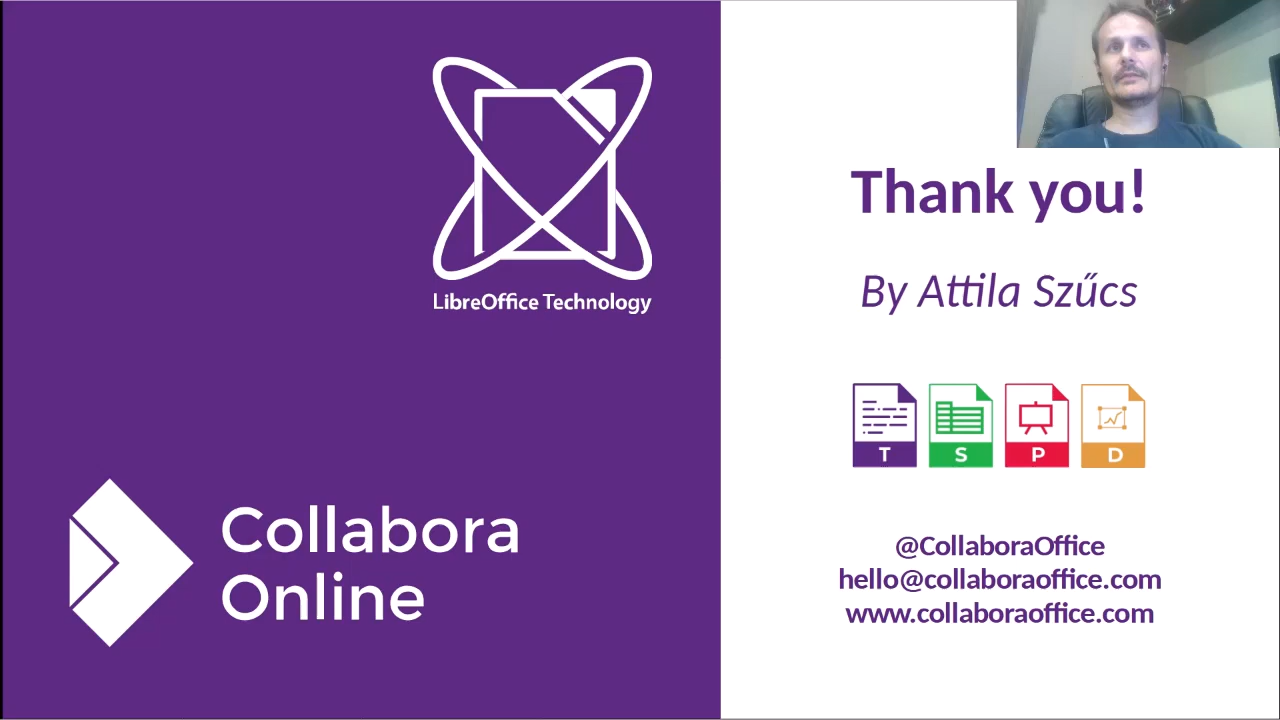 LibreOffice Technology
Collabora
Online
Thank you!
By Attila Szűcs
T S P D
@CollaboraOffice
hello@collaboraoffice.com
www.collaboraoffice.com